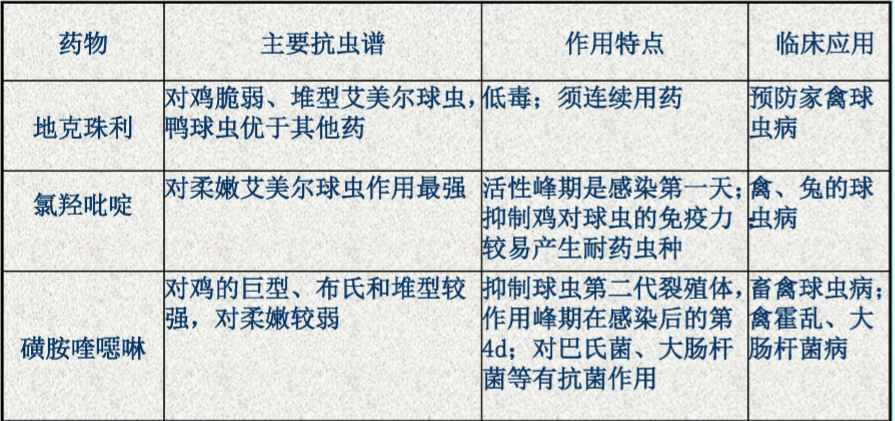 药物
主要抗虫谱
作用特点
临床应用
地克珠利
对鸡脆弱、堆型艾美尔球虫，
鸭球虫优于其他药
低毒；须连续用药
预防家禽球
虫病
氯羟吡啶
对柔嫩艾美尔球虫作用最强
活性峰期是感染第一天；
抑制鸡对球虫的免疫力；
较易产生耐药虫种
禽、兔的球
虫病
磺胺喹噁啉
对鸡的巨型、布氏和堆型较
强，对柔嫩较弱
抑制球虫第二代裂殖体，
作用峰期在感染后的第
4d；对巴氏菌、大肠杆
菌等有抗菌作用
畜禽球虫病；
禽霍乱、大
肠杆菌病